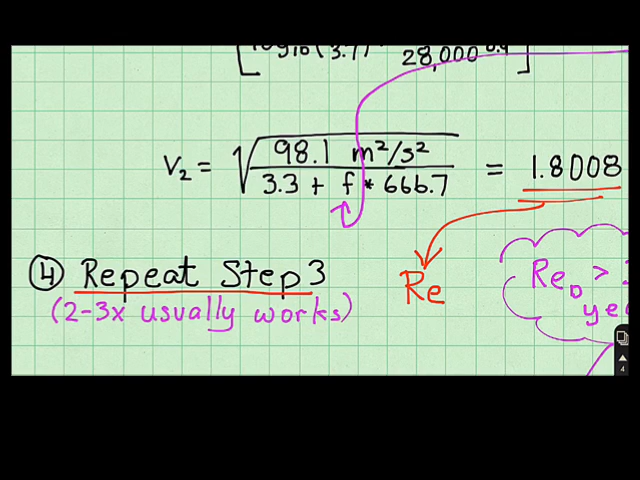 28,000
V₂ = √(98.1 m²/s² / 3.3 + f * 666.7) = 1.8008
④ Repeat Step 3
Re
(2-3x usually works)
Re_D >
ye
4